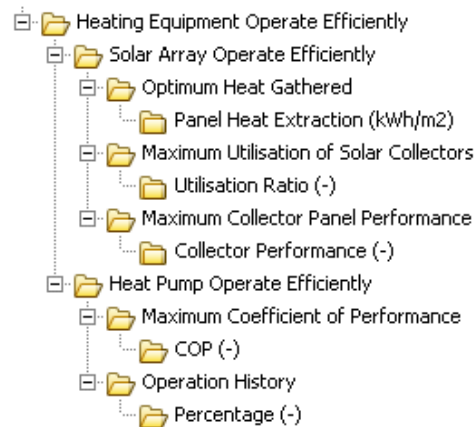 Heating Equipment Operate Efficiently
Solar Array Operate Efficiently
Optimum Heat Gathered
Panel Heat Extraction (kWh/m2)
Maximum Utilisation of Solar Collectors
Utilisation Ratio (-)
Maximum Collector Panel Performance
Collector Performance (-)
Heat Pump Operate Efficiently
Maximum Coefficient of Performance
COP (-)
Operation History
Percentage (-)